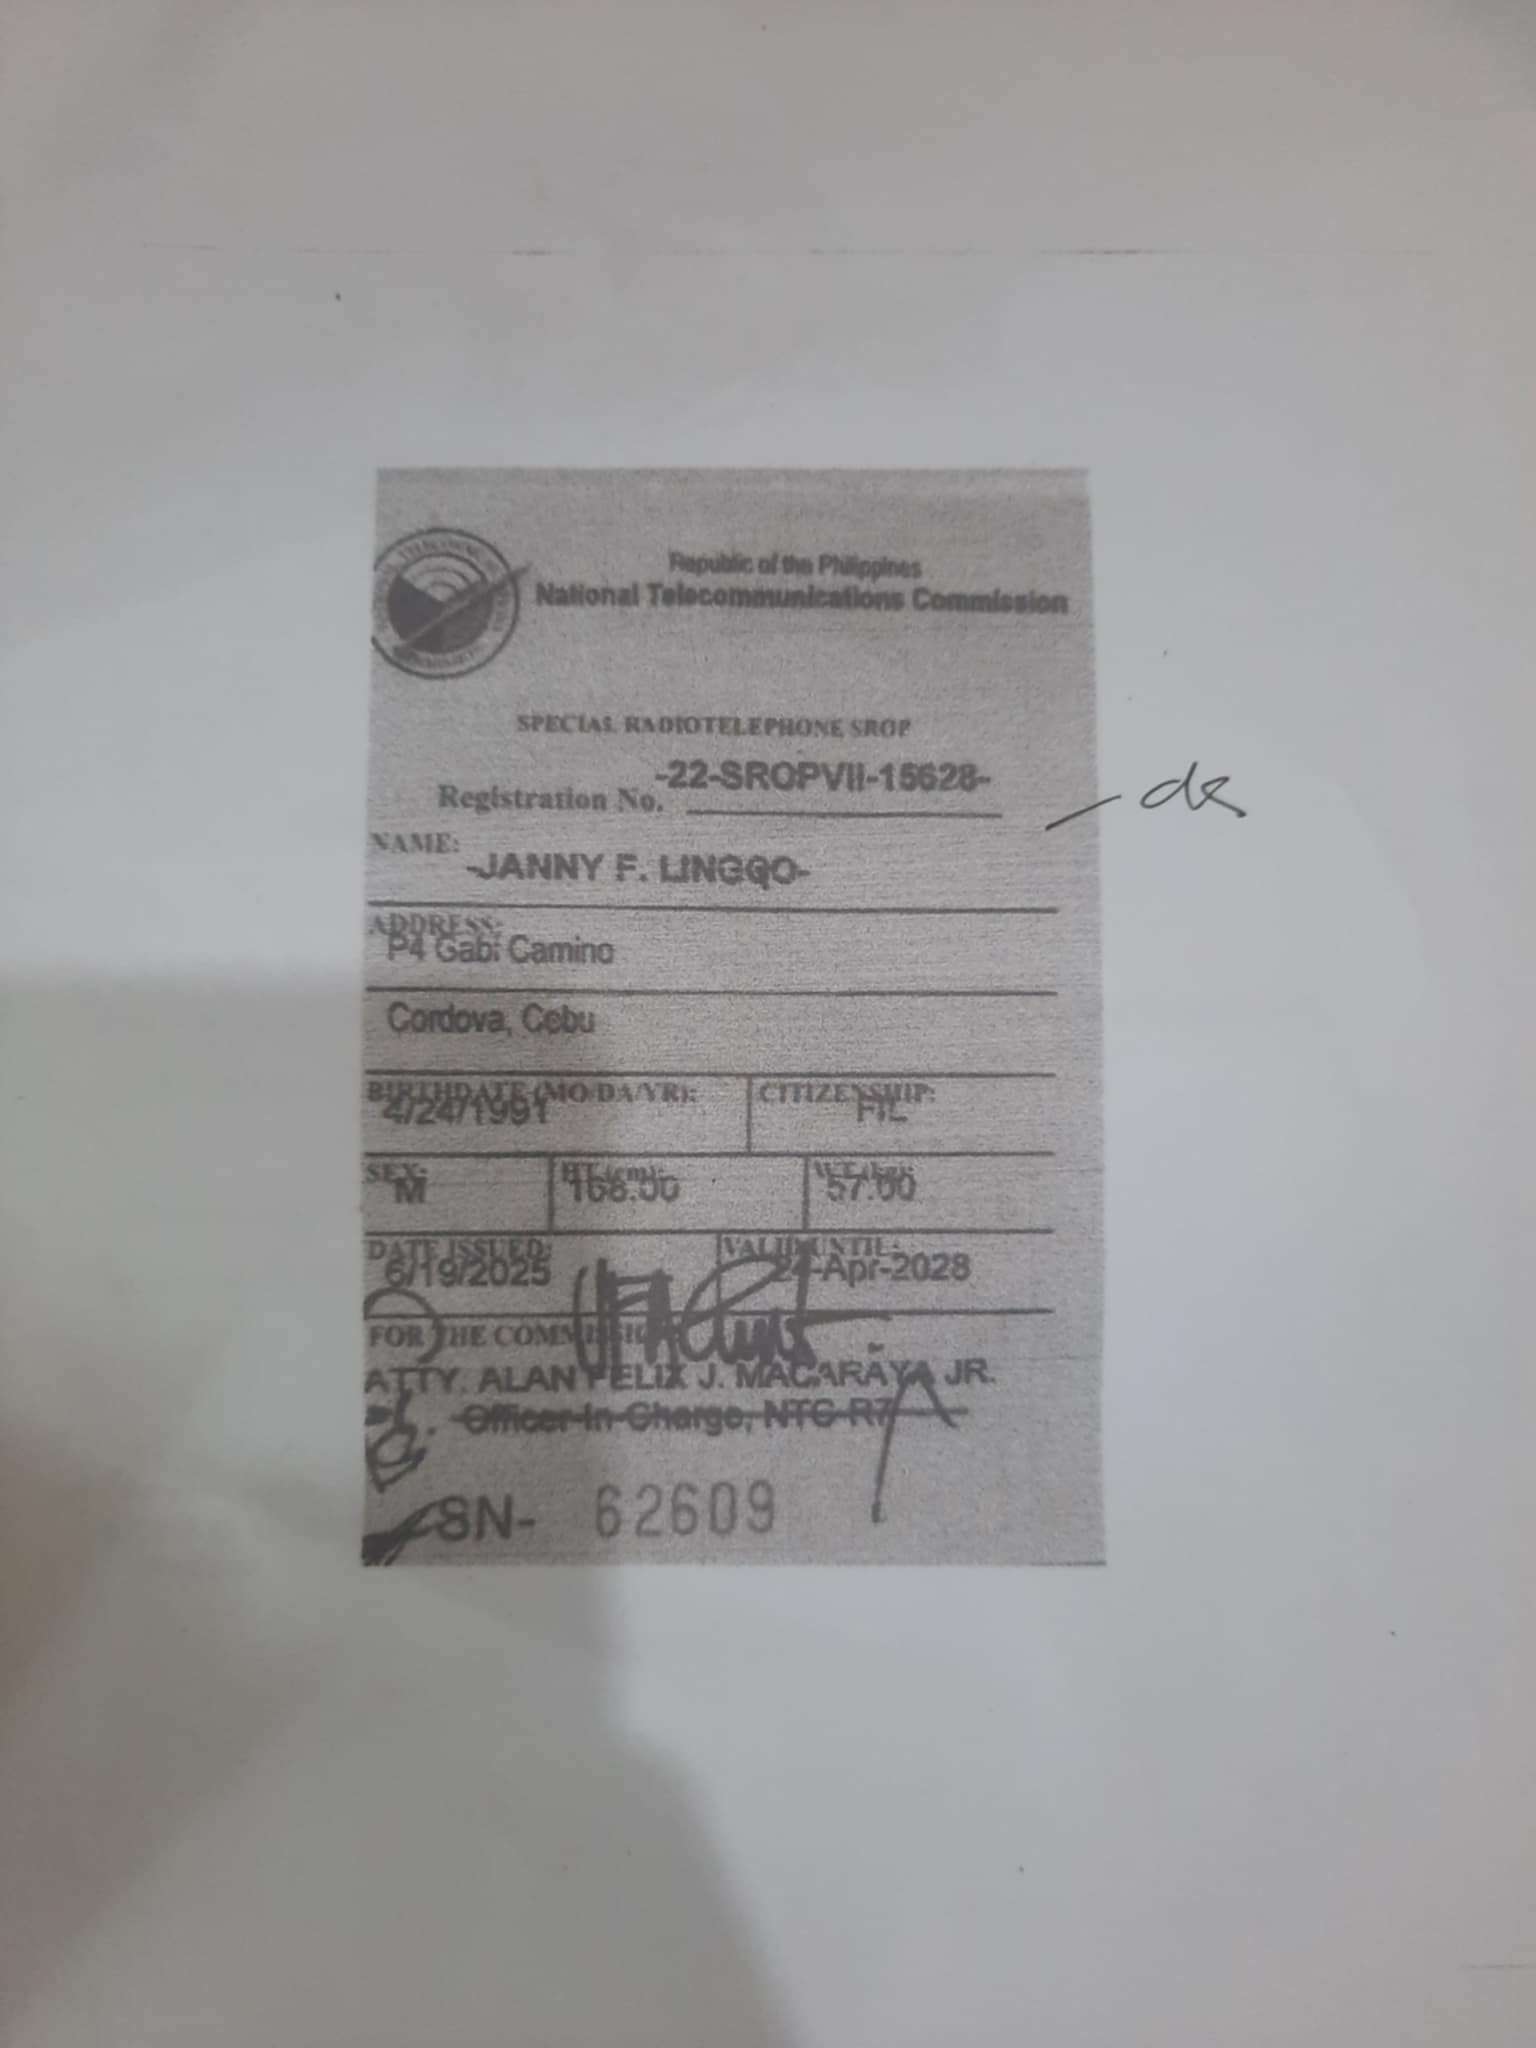 Republic of the Philippines
National Telecommunications Commission
SPECIAL RADIOTELEPHONE SROP
Registration No. -22-SROPVII-15628-
NAME:
-JANNY F. LINGGO-
ADDRESS:
P4 Gabi Camino
Cordova, Cebu
BIRTHDATE (MO/DA/YR): CITIZENSHIP:
4/24/1991 FIL
SEX: HT (cm): WT (kg):
M 168.00 57.00
DATE ISSUED: VALID UNTIL:
6/19/2025 24-Apr-2028
FOR THE COMMISSION
ATTY. ALAN FELIX J. MACARAYA JR.
Officer-In-Charge, NTC-R7
SN- 62609